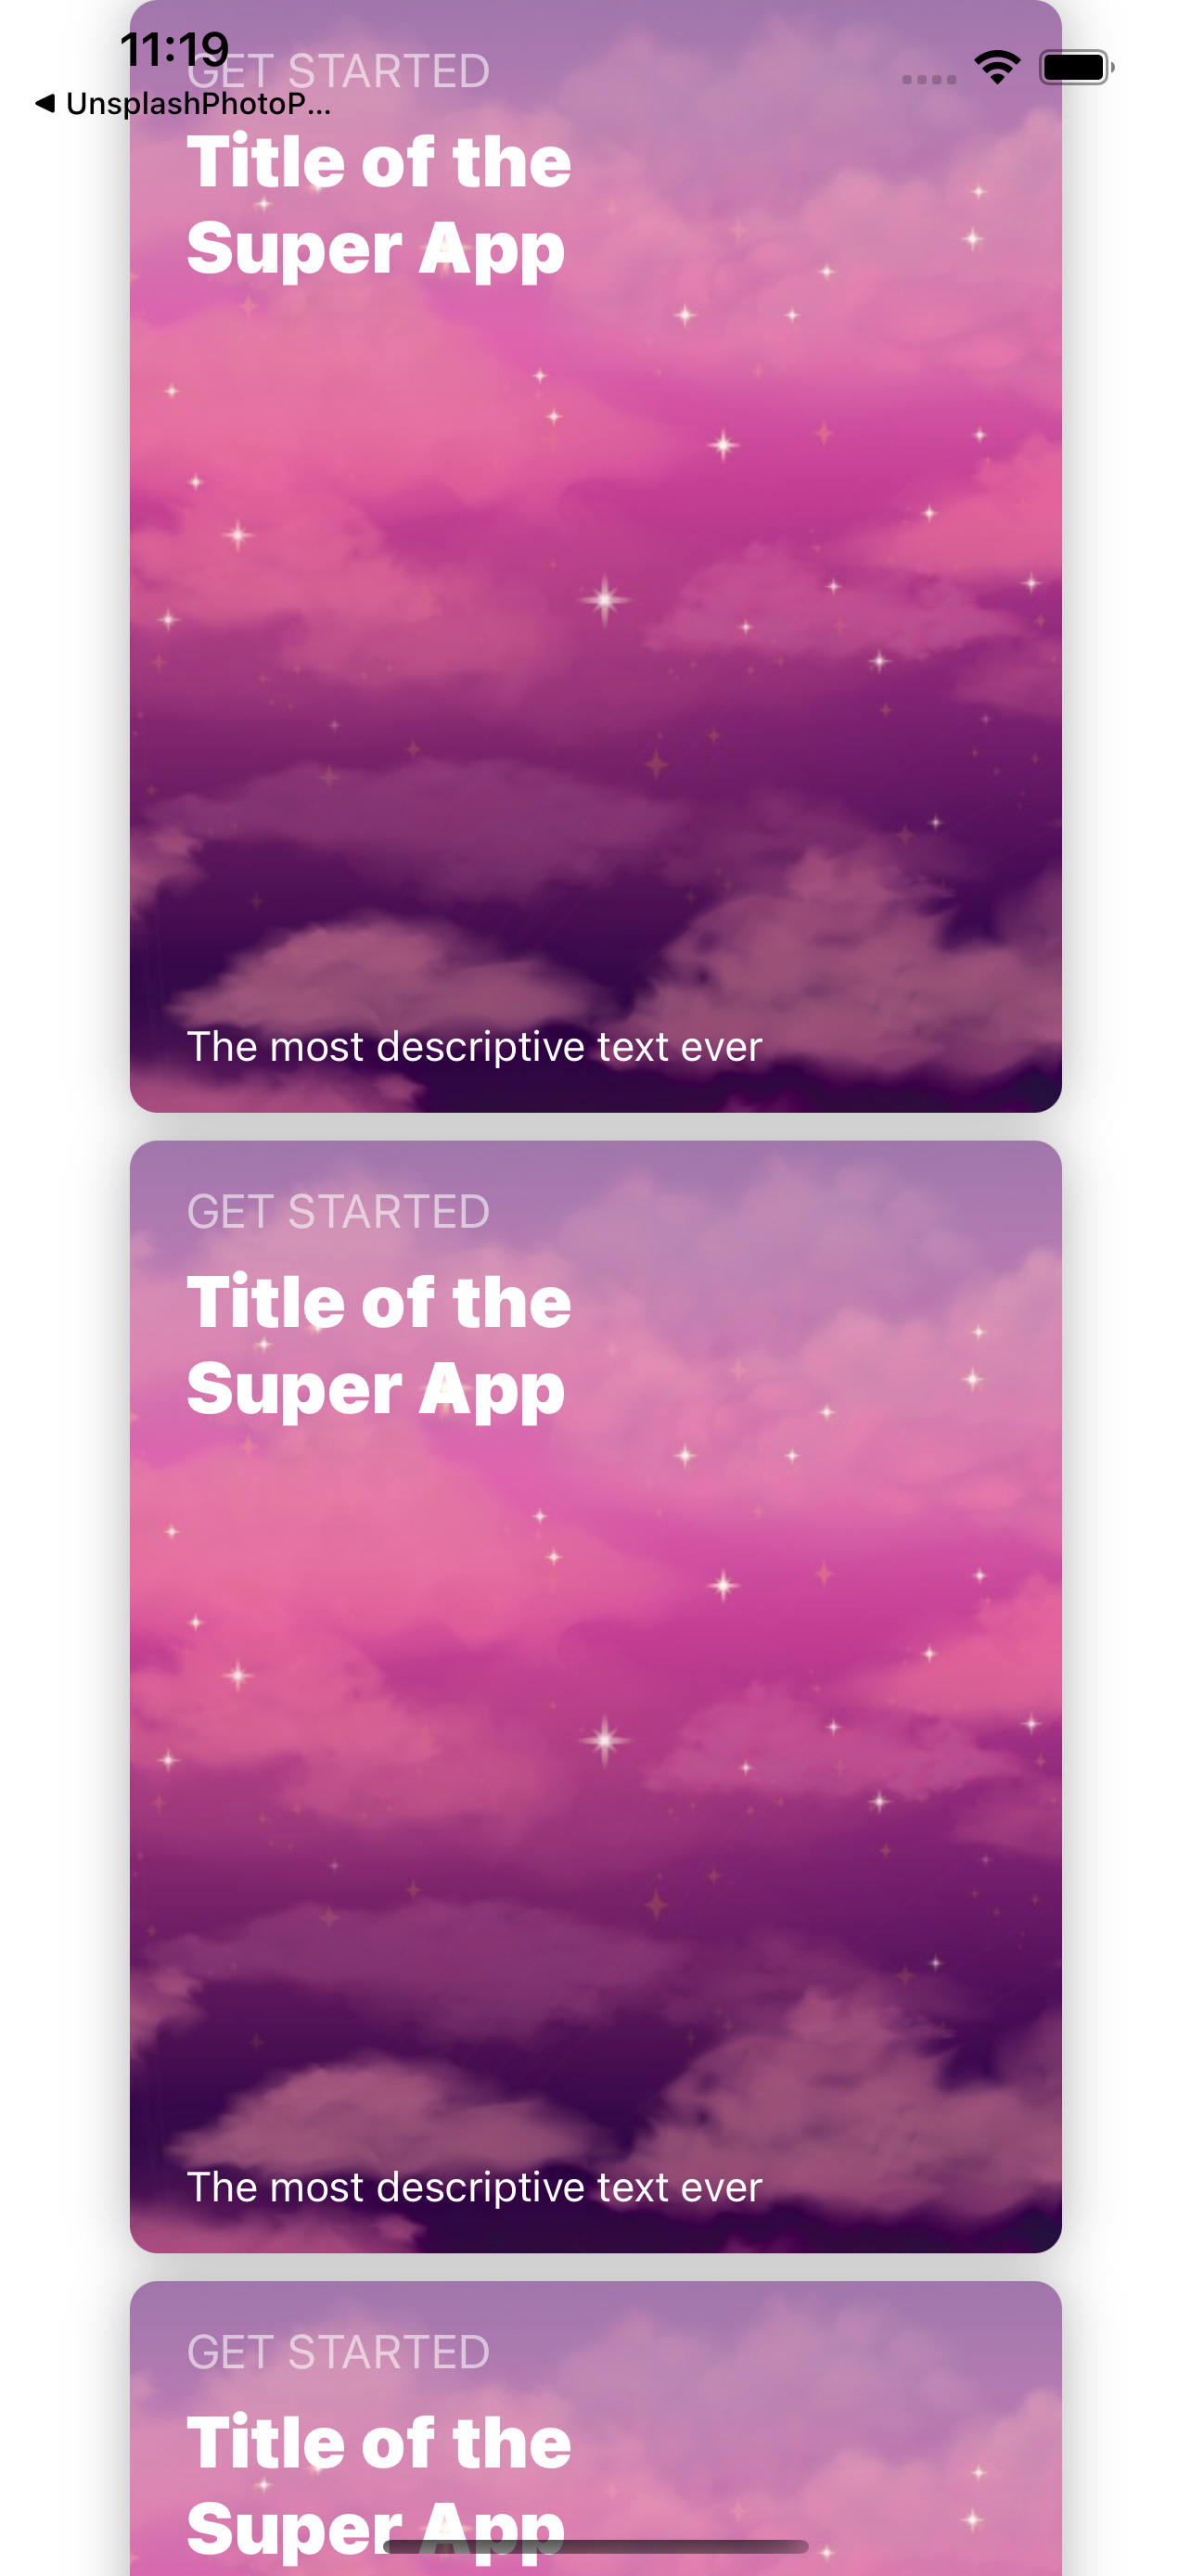 11:19
◀ UnsplashPhotoP...
GET STARTED
Title of the
Super App
The most descriptive text ever
GET STARTED
Title of the
Super App
The most descriptive text ever
GET STARTED
Title of the
Super App